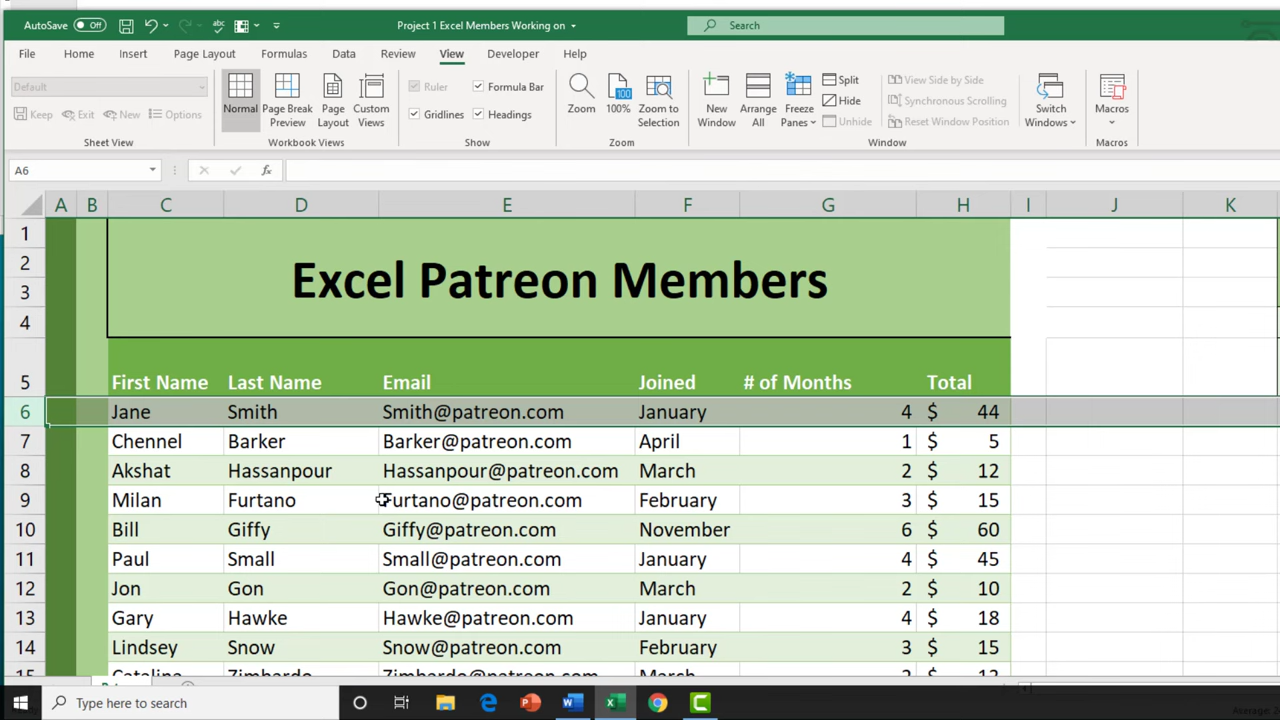 AutoSave Off Project 1 Excel Members Working on Search
File Home Insert Page Layout Formulas Data Review View Developer Help
Default
Keep Exit New Options
Sheet View
Normal Page Break Preview Page Layout Custom Views
Workbook Views
Ruler Formula Bar
Gridlines Headings
Show
Zoom 100% Zoom to Selection
Zoom
New Window Arrange All Freeze Panes
Split
Hide
Unhide
View Side by Side
Synchronous Scrolling
Reset Window Position
Switch Windows
Window
Macros
Macros
A6 fx
A B C D E F G H I J K
1
2
Excel Patreon Members
3
4
5 First Name Last Name Email Joined # of Months Total
6 Jane Smith Smith@patreon.com January 4 $ 44
7 Chennel Barker Barker@patreon.com April 1 $ 5
8 Akshat Hassanpour Hassanpour@patreon.com March 2 $ 12
9 Milan Furtano Furtano@patreon.com February 3 $ 15
10 Bill Giffy Giffy@patreon.com November 6 $ 60
11 Paul Small Small@patreon.com January 4 $ 45
12 Jon Gon Gon@patreon.com March 2 $ 10
13 Gary Hawke Hawke@patreon.com January 4 $ 18
14 Lindsey Snow Snow@patreon.com February 3 $ 15
Type here to search